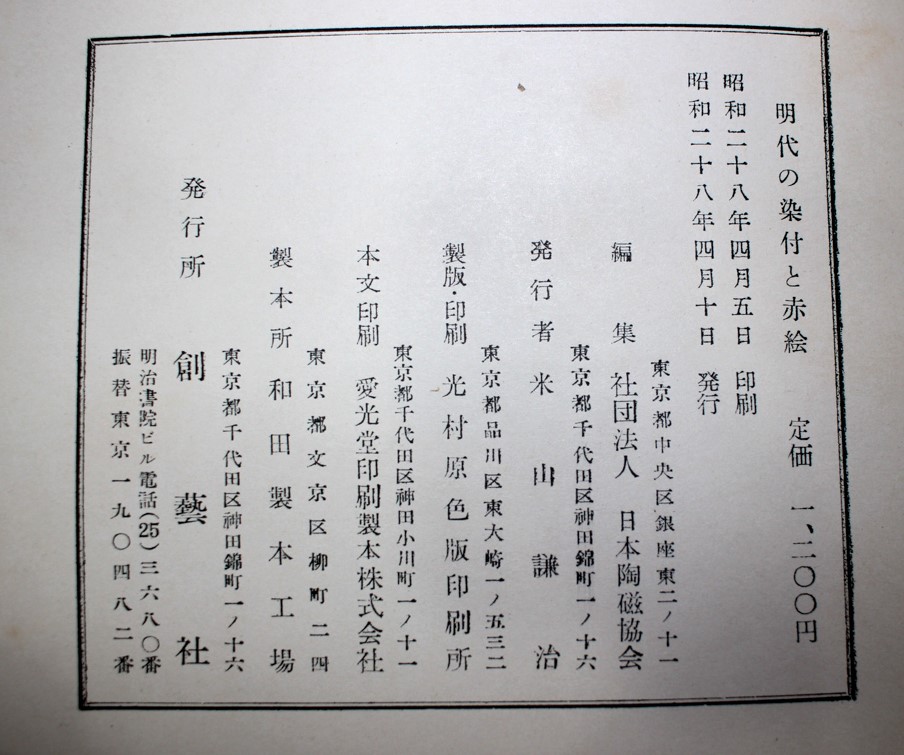 明代の染付と赤絵 定価 一、二〇〇円
昭和二十八年四月五日 印刷
昭和二十八年四月十日 発行
東京都中央区銀座東二ノ十一
編集 社団法人 日本陶磁協会
東京都千代田区神田錦町一ノ十六
発行者 米山謙治
東京都品川区東大崎一ノ五三二
製版・印刷 光村原色版印刷所
東京都千代田区神田小川町一ノ十一
本文印刷 愛光堂印刷製本株式会社
東京都文京区柳町二四
製本所 和田製本工場
東京都千代田区神田錦町一ノ十六
発行所 創藝社
明治書院ビル電話(25)三六八〇番
振替東京一九〇四八二番